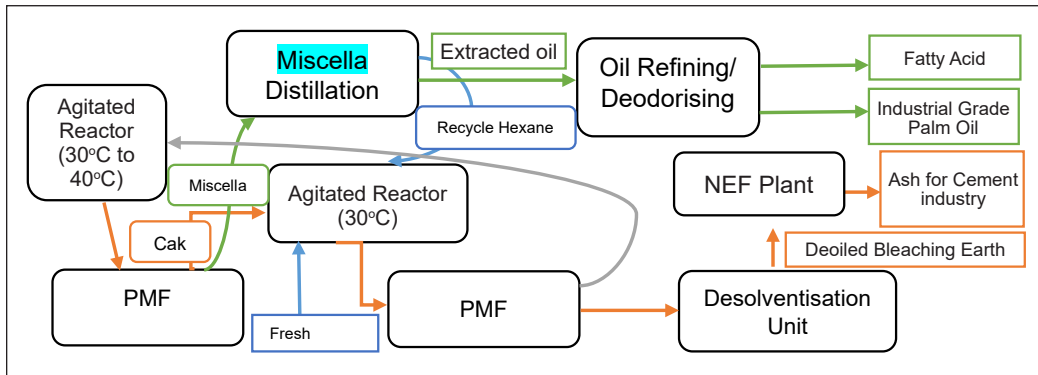 Miscella
Distillation
Extracted oil
Oil Refining/
Deodorising
Fatty Acid
Industrial Grade
Palm Oil
Agitated
Reactor
(30°C to
40°C)
Recycle Hexane
Miscella
Agitated Reactor
(30°C)
NEF Plant
Ash for Cement
industry
Cak
Deoiled Bleaching Earth
PMF
PMF
Desolventisation
Unit
Fresh